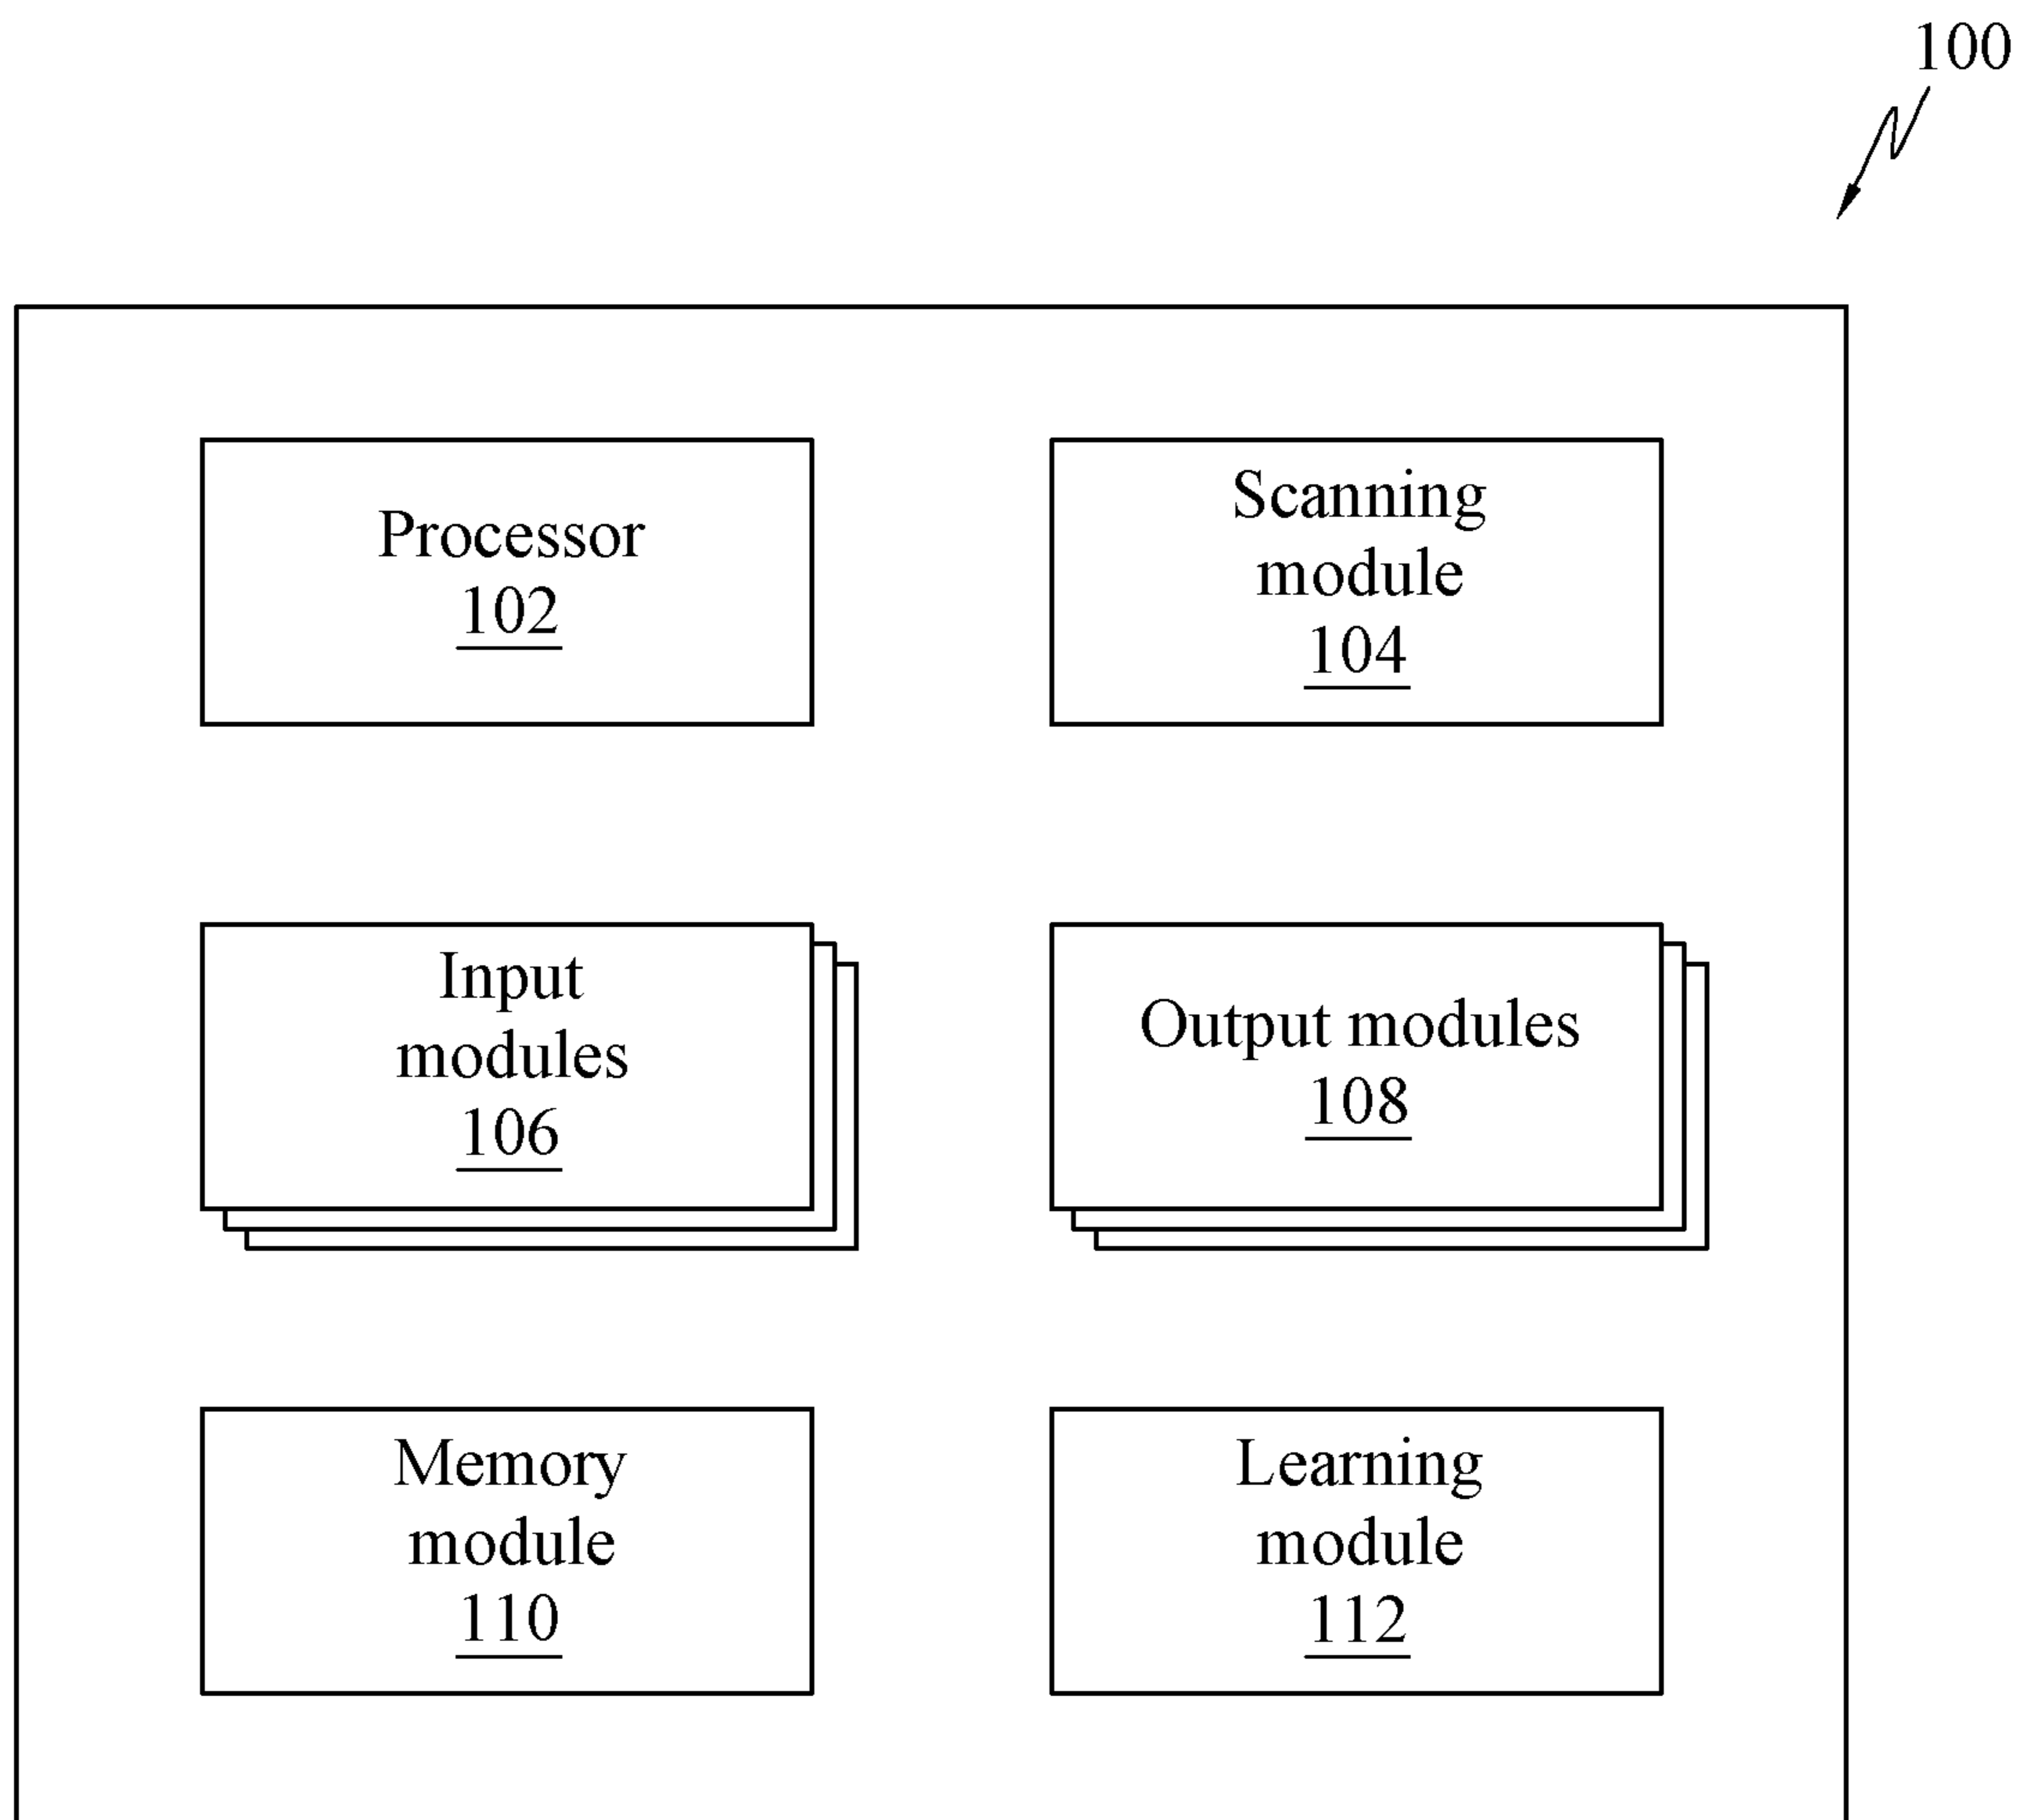 100
Processor
102
Scanning
module
104
Input
modules
106
Output modules
108
Memory
module
110
Learning
module
112